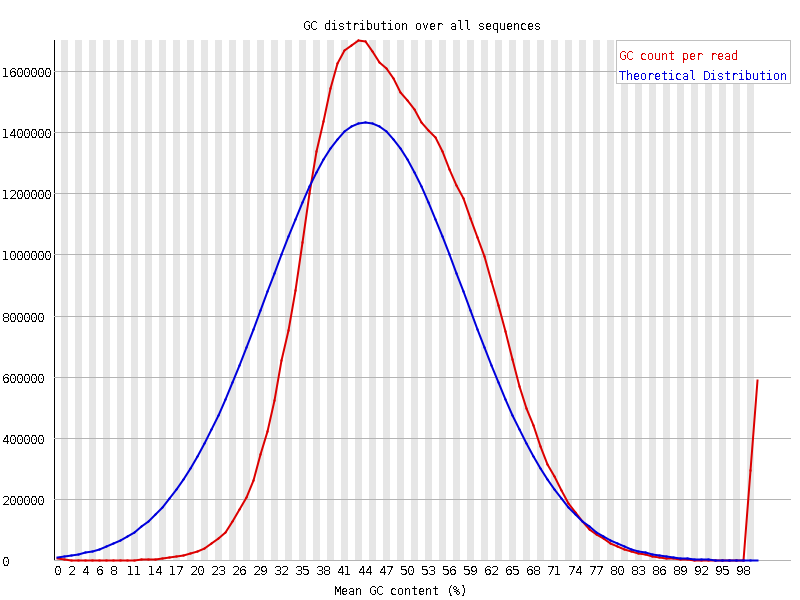 GC distribution over all sequences
GC count per read
Theoretical Distribution
1600000
1400000
1200000
1000000
800000
600000
400000
200000
0
0 2 4 6 8 11 14 17 20 23 26 29 32 35 38 41 44 47 50 53 56 59 62 65 68 71 74 77 80 83 86 89 92 95 98
Mean GC content (%)